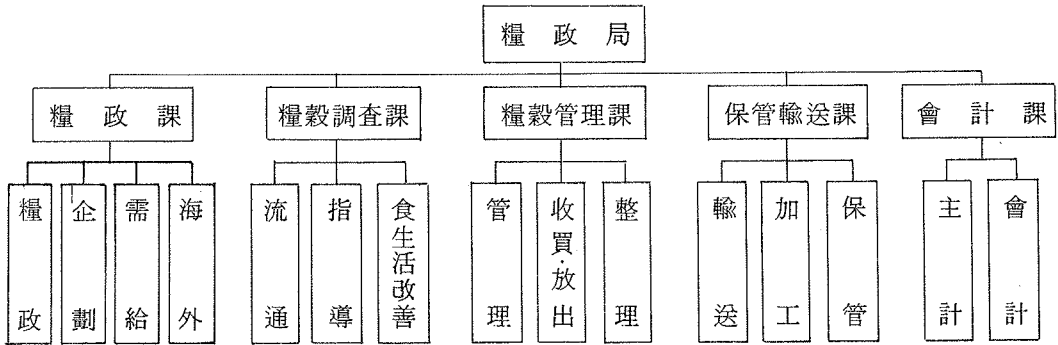 糧政局
糧政課
糧穀調査課
糧穀管理課
保管輸送課
會計課
糧政
企劃
需給
海外
流通
指導
食生活改善
管理
收買·放出
整理
輸送
加工
保管
主計
會計